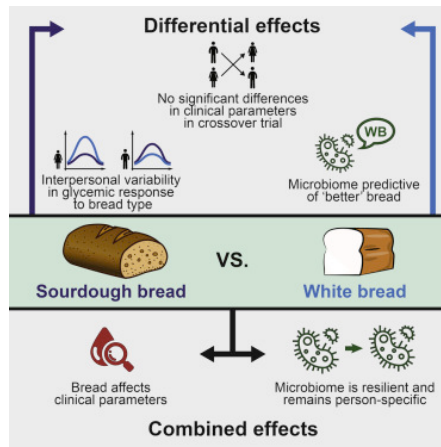 Differential effects
No significant differences
in clinical parameters
in crossover trial
WB
Interpersonal variability
in glycemic response
to bread type
Microbiome predictive
of 'better' bread
VS.
Sourdough bread
White bread
Bread affects
clinical parameters
Microbiome is resilient and
remains person-specific
Combined effects